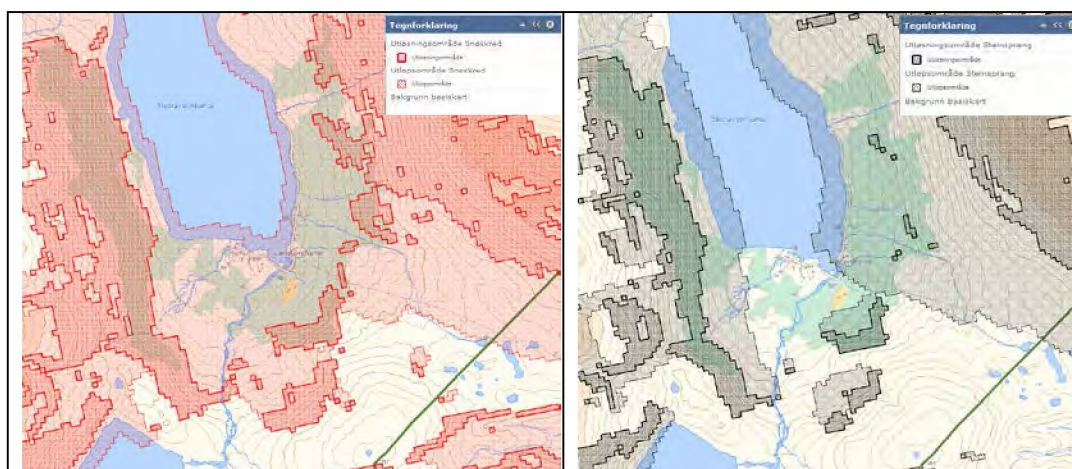 Tegnforklaring
Utløsningsområde Snøskred
Utløsningsområde
Utløpsområde Snøskred
Utløpsområde
Bakgrunn basiskart
Tegnforklaring
Utløsningsområde Steinsprang
Utløsningsområde
Utløpsområde Steinsprang
Utløpsområde
Bakgrunn basiskart